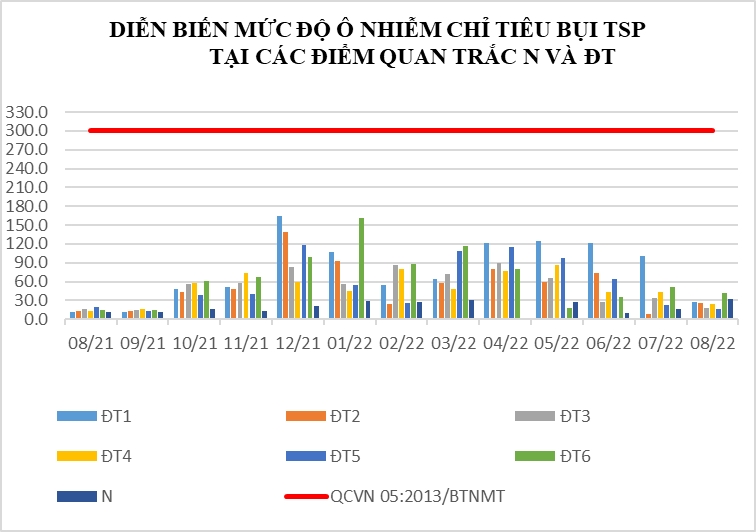 DIỄN BIẾN MỨC ĐỘ Ô NHIỄM CHỈ TIÊU BỤI TSP
TẠI CÁC ĐIỂM QUAN TRẮC N VÀ ĐT
330.0
300.0
270.0
240.0
210.0
180.0
150.0
120.0
90.0
60.0
30.0
0.0
08/21 09/21 10/21 11/21 12/21 01/22 02/22 03/22 04/22 05/22 06/22 07/22 08/22
ĐT1 ĐT2 ĐT3
ĐT4 ĐT5 ĐT6
N QCVN 05:2013/BTNMT